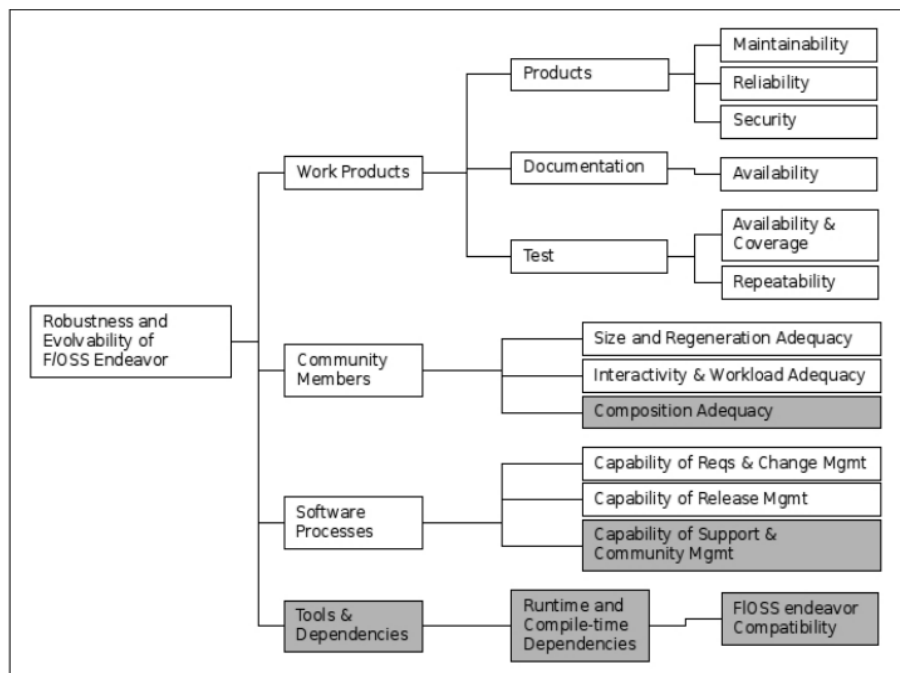 Robustness and
Evolvability of
F/OSS Endeavor
Work Products
Products
Maintainability
Reliability
Security
Documentation
Availability
Test
Availability &
Coverage
Repeatability
Community
Members
Size and Regeneration Adequacy
Interactivity & Workload Adequacy
Composition Adequacy
Software
Processes
Capability of Reqs & Change Mgmt
Capability of Release Mgmt
Capability of Support &
Community Mgmt
Tools &
Dependencies
Runtime and
Compile-time
Dependencies
FlOSS endeavor
Compatibility